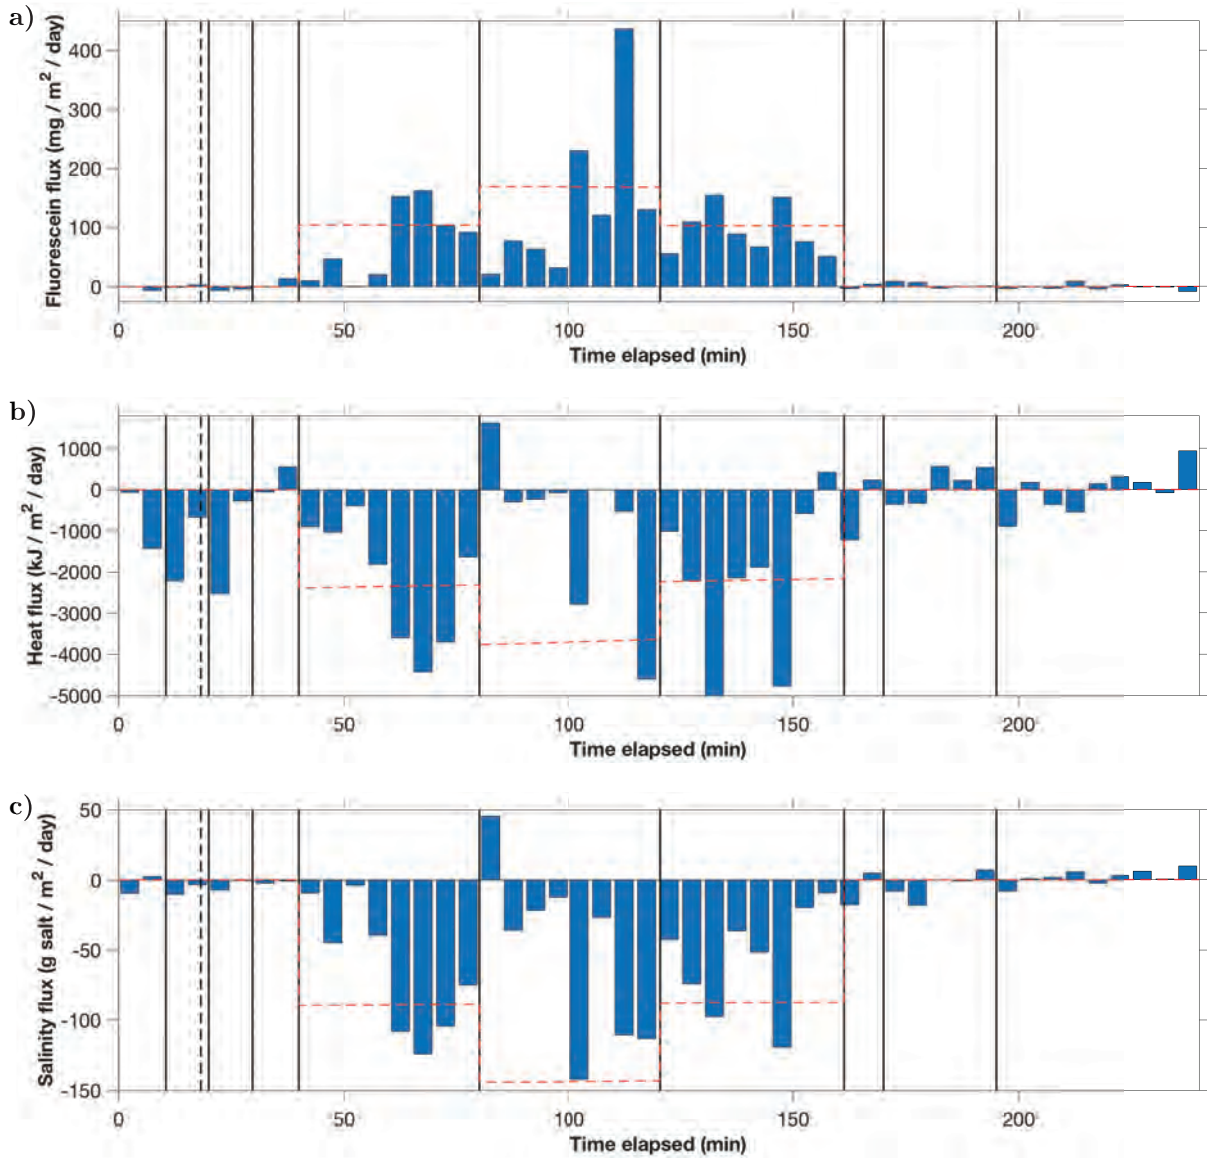 a)
Fluorescein flux (mg / m² / day)
400
300
200
100
0
0 50 100 150 200
Time elapsed (min)
b)
Heat flux (kJ / m² / day)
1000
0
-1000
-2000
-3000
-4000
-5000
0 50 100 150 200
Time elapsed (min)
c)
Salinity flux (g salt / m² / day)
50
0
-50
-100
-150
0 50 100 150 200
Time elapsed (min)